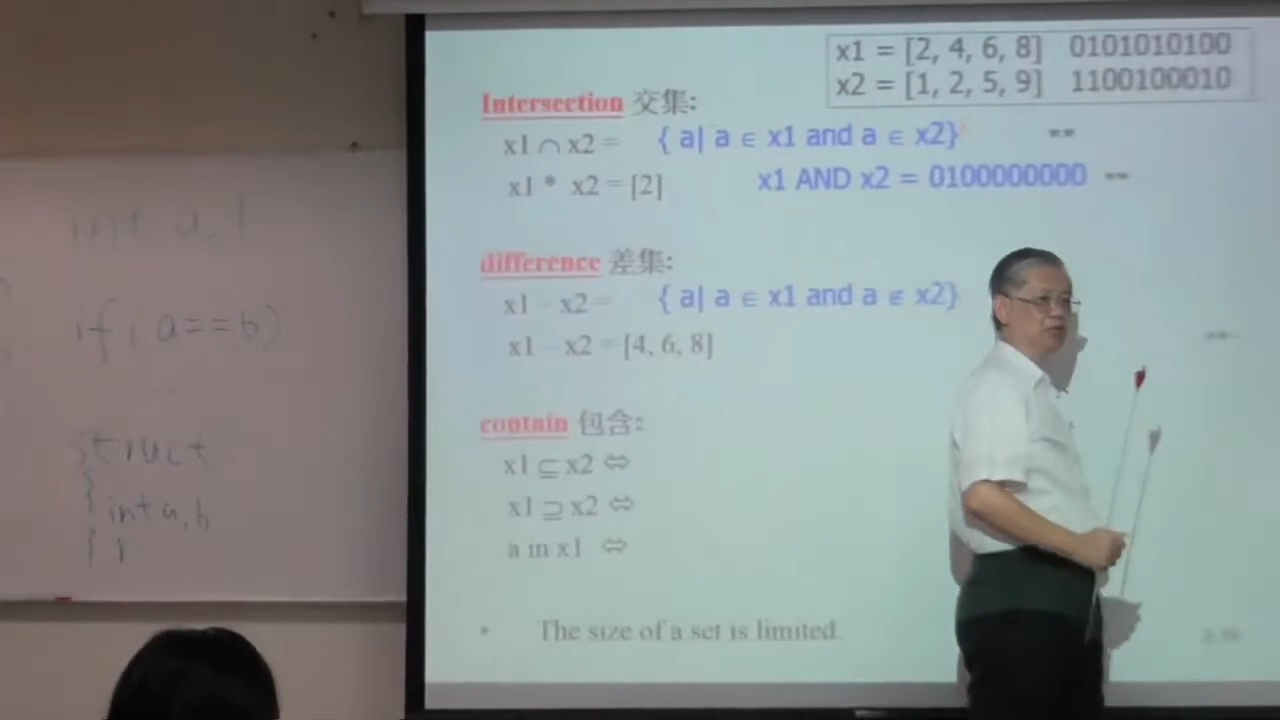 int a,
if (a==b)
struct
{
int a, b
x1 = [2, 4, 6, 8] 0101010100
x2 = [1, 2, 5, 9] 1100100010
Intersection 交集:
x1 ∩ x2 = { a| a ∈ x1 and a ∈ x2}
x1 * x2 = [2] x1 AND x2 = 0100000000
difference 差集:
x1 – x2 = { a| a ∈ x1 and a ∉ x2}
x1 – x2 = [4, 6, 8]
contain 包含:
x1 ⊆ x2 ⇔
x1 ⊇ x2 ⇔
a in x1 ⇔
• The size of a set is limited.